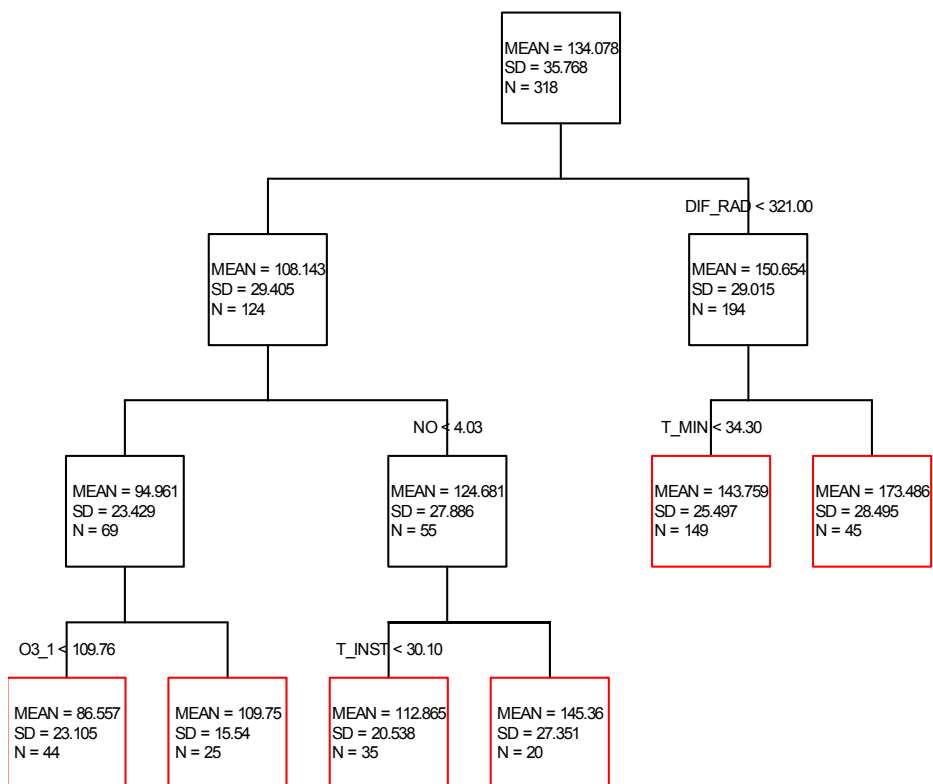 MEAN = 134.078
SD = 35.768
N = 318
DIF_RAD < 321.00
MEAN = 108.143
SD = 29.405
N = 124
MEAN = 150.654
SD = 29.015
N = 194
NO < 4.03
T_MIN < 34.30
MEAN = 94.961
SD = 23.429
N = 69
MEAN = 124.681
SD = 27.886
N = 55
MEAN = 143.759
SD = 25.497
N = 149
MEAN = 173.486
SD = 28.495
N = 45
O3_1 < 109.76
T_INST < 30.10
MEAN = 86.557
SD = 23.105
N = 44
MEAN = 109.75
SD = 15.54
N = 25
MEAN = 112.865
SD = 20.538
N = 35
MEAN = 145.36
SD = 27.351
N = 20